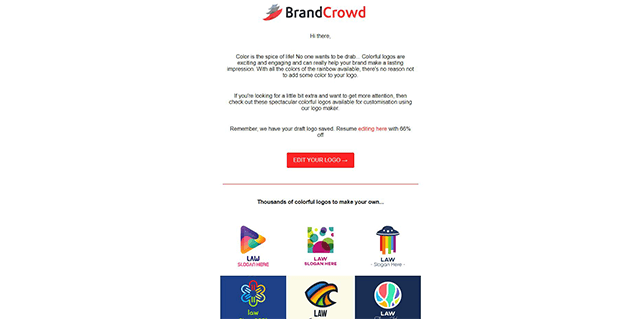 BrandCrowd
Hi there,
Color is the spice of life! No one wants to be drab... Colorful logos are
exciting and engaging and can really help your brand make a lasting
impression. With all the colors of the rainbow available, there's no reason not
to add some color to your logo.
If you're looking for a little bit extra and want to get more attention, then
check out these spectacular colorful logos available for customisation using
our logo maker.
Remember, we have your draft logo saved. Resume editing here with 66%
off
EDIT YOUR LOGO →
Thousands of colorful logos to make your own...
LAW
SLOGAN HERE
LAW
SLOGAN HERE
LAW
- Slogan Here -
law
LAW
LAW